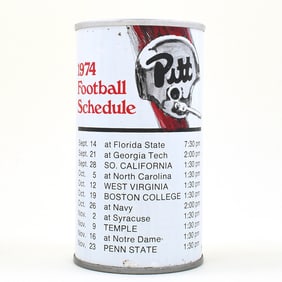 1974
Football
Schedule
Pitt
Sept. 14 at Florida State 7:30 pm
Sept. 21 at Georgia Tech 2:00 pm
Sept. 28 SO. CALIFORNIA 1:30 pm
Oct. 5 at North Carolina 1:30 pm
Oct. 12 WEST VIRGINIA 1:30 pm
Oct. 19 BOSTON COLLEGE 1:30 pm
Oct. 26 at Navy 2:00 pm
Nov. 2 at Syracuse 1:30 pm
Nov. 9 TEMPLE 1:30 pm
Nov. 16 at Notre Dame 1:30 pm
Nov. 23 PENN STATE 1:30 pm